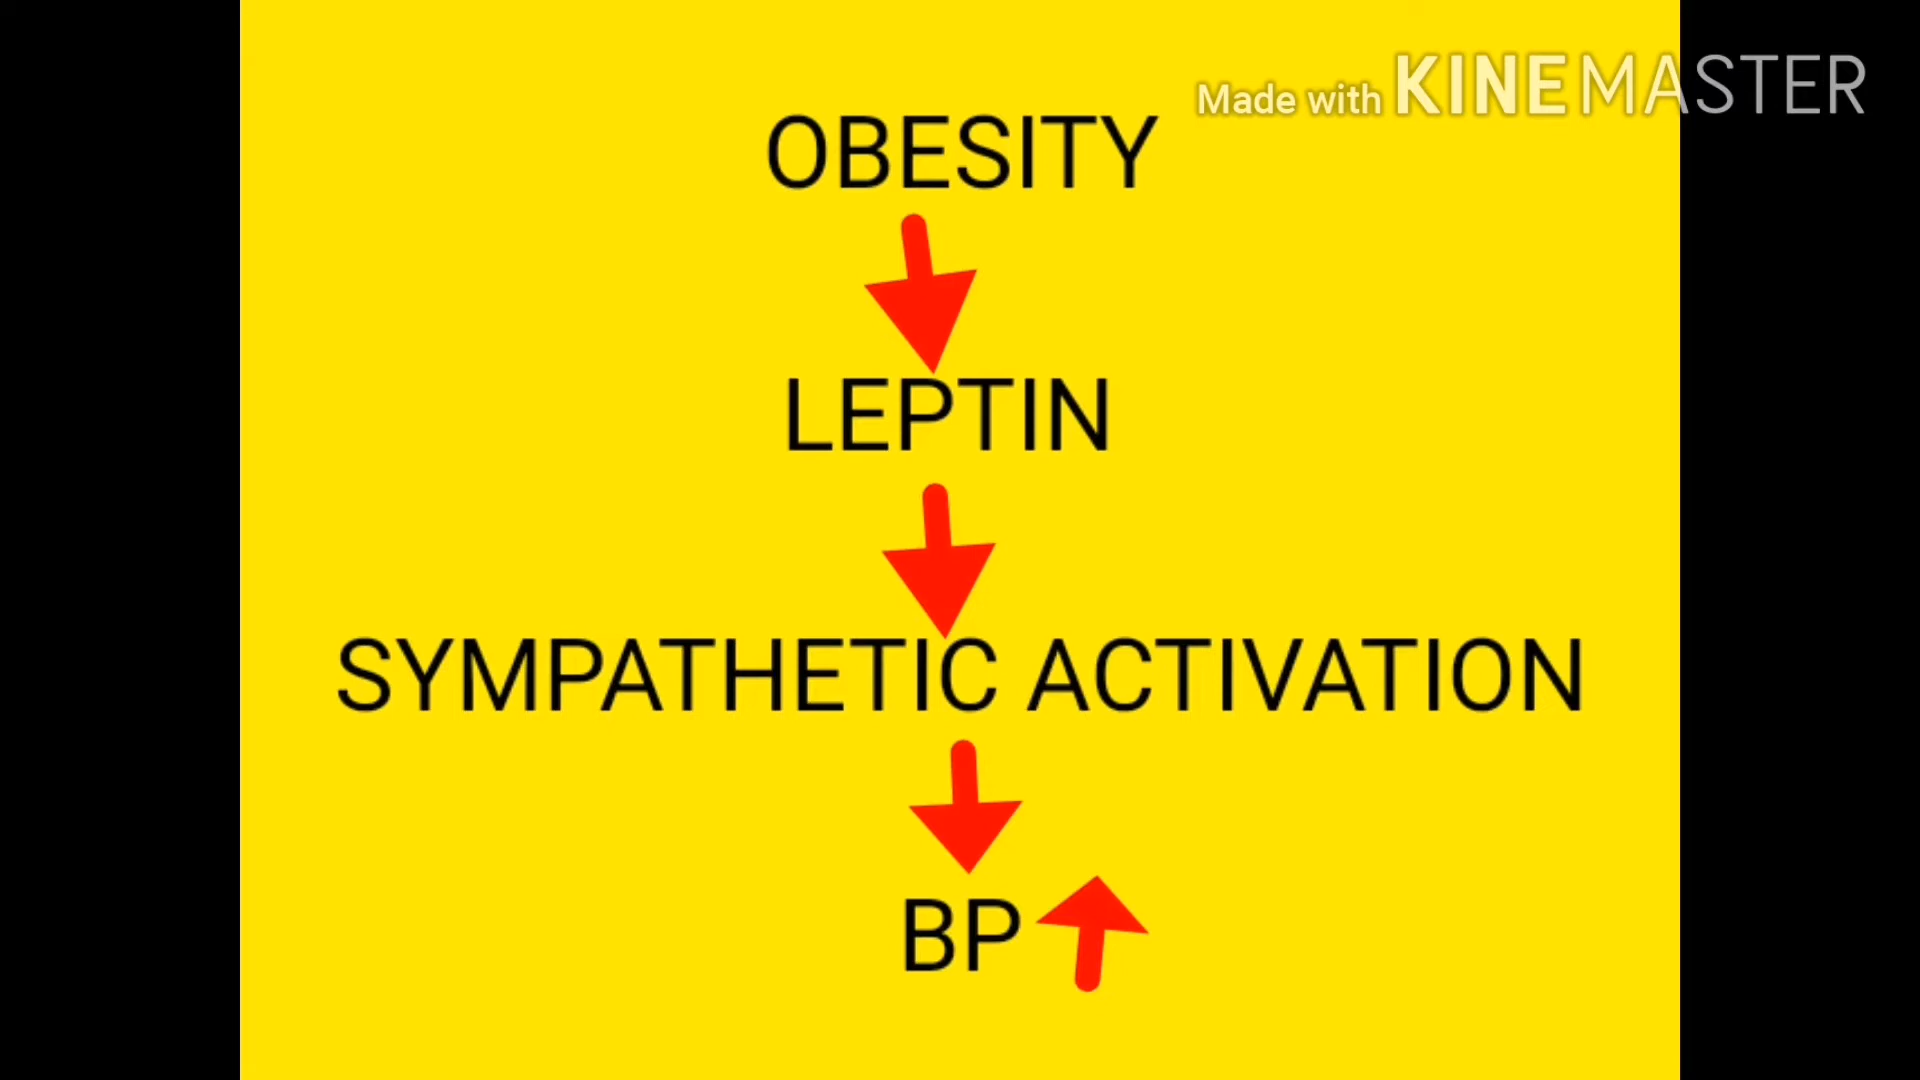 Made with KINEMASTER
OBESITY
LEPTIN
SYMPATHETIC ACTIVATION
BP